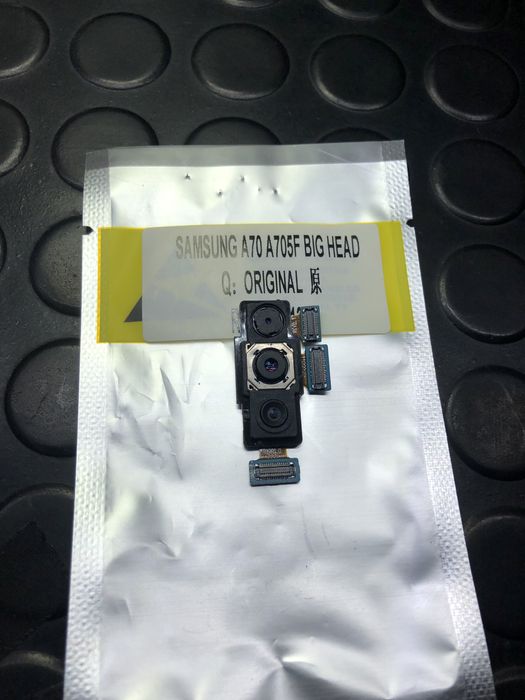 SAMSUNG A70 A705F BIG HEAD
Q: ORIGINAL 原